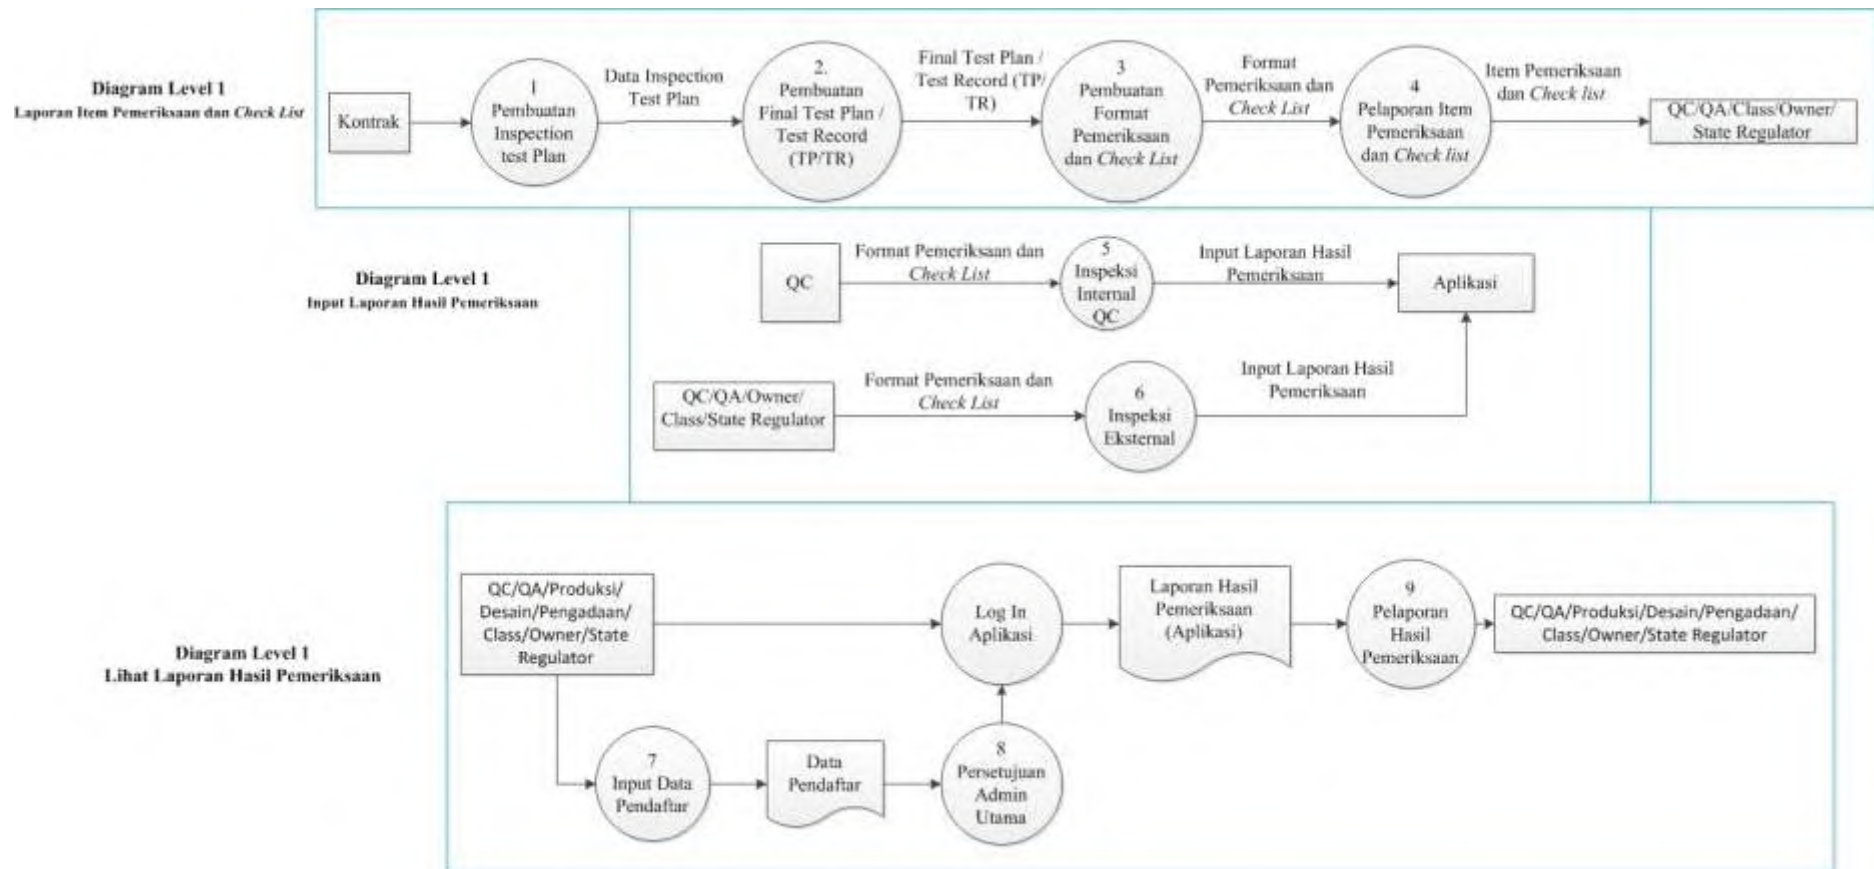 Diagram Level 1
Laporan Item Pemeriksaan dan Check List
Kontrak
1
Pembuatan
Inspection
test Plan
Data Inspection
Test Plan
2.
Pembuatan
Final Test Plan /
Test Record
(TP/TR)
Final Test Plan /
Test Record (TP/
TR)
3
Pembuatan
Format
Pemeriksaan
dan Check List
Format
Pemeriksaan dan
Check List
4
Pelaporan Item
Pemeriksaan
dan Check list
Item Pemeriksaan
dan Check list
QC/QA/Class/Owner/
State Regulator
Diagram Level 1
Input Laporan Hasil Pemeriksaan
QC
Format Pemeriksaan dan
Check List
5
Inspeksi
Internal
QC
Input Laporan Hasil
Pemeriksaan
Aplikasi
QC/QA/Owner/
Class/State Regulator
Format Pemeriksaan dan
Check List
6
Inspeksi
Eksternal
Input Laporan Hasil
Pemeriksaan
Diagram Level 1
Lihat Laporan Hasil Pemeriksaan
QC/QA/Produksi/
Desain/Pengadaan/
Class/Owner/State
Regulator
Log In
Aplikasi
Laporan Hasil
Pemeriksaan
(Aplikasi)
9
Pelaporan
Hasil
Pemeriksaan
QC/QA/Produksi/Desain/Pengadaan/
Class/Owner/State Regulator
7
Input Data
Pendaftar
Data
Pendaftar
8
Persetujuan
Admin
Utama